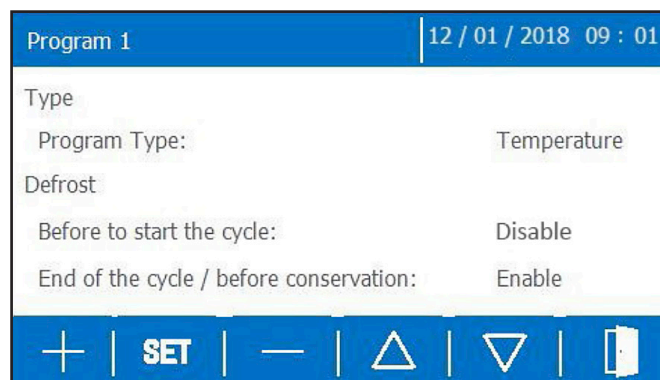 Program 1
12 / 01 / 2018 09 : 01
Type
Program Type: Temperature
Defrost
Before to start the cycle: Disable
End of the cycle / before conservation: Enable
SET